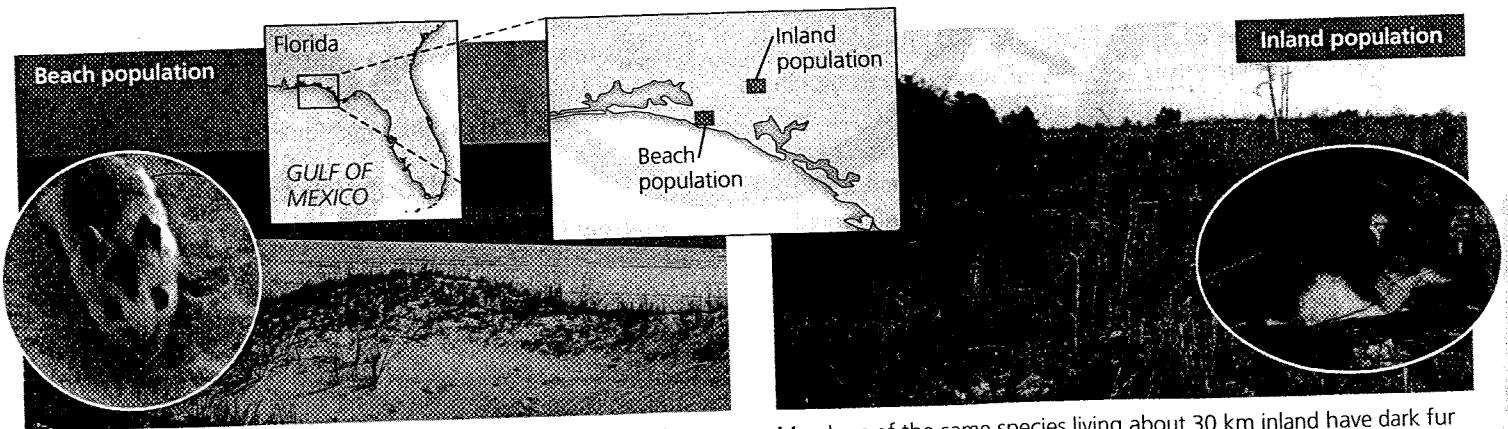 Beach population
Florida
GULF OF
MEXICO
Inland
population
Beach
population
Inland population
of the same species living about 30 km inland have dark fur